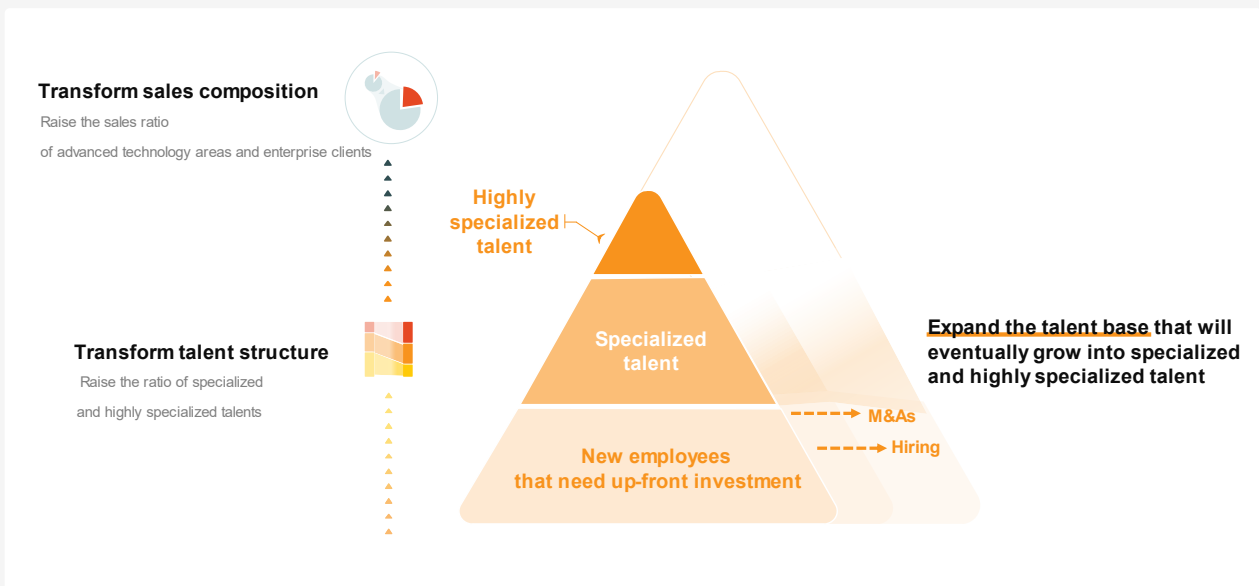 Transform sales composition
Raise the sales ratio
of advanced technology areas and enterprise clients
Transform talent structure
Raise the ratio of specialized
and highly specialized talents
Highly
specialized
talent
Specialized
talent
New employees
that need up-front investment
M&As
Hiring
Expand the talent base that will
eventually grow into specialized
and highly specialized talent